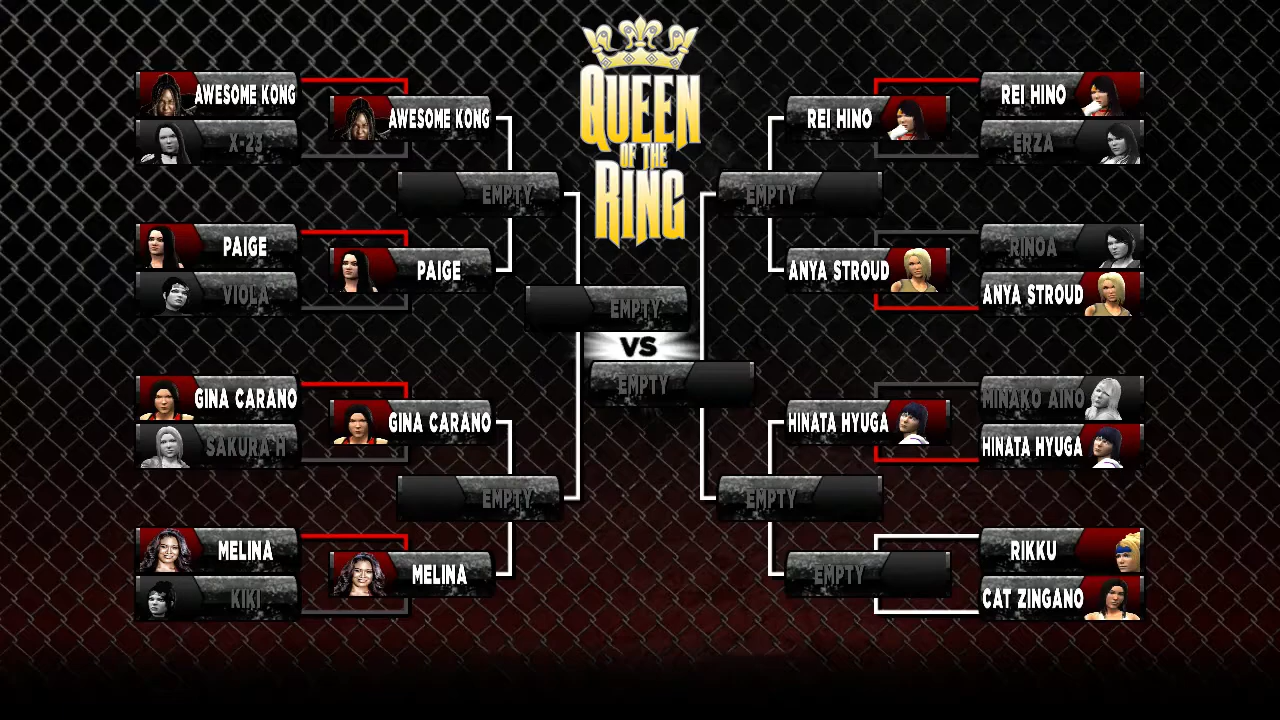 QUEEN
OF THE
RING
AWESOME KONG
X-23
AWESOME KONG
EMPTY
PAIGE
VIOLA
PAIGE
EMPTY
GINA CARANO
SAKURA H
GINA CARANO
EMPTY
MELINA
KIKI
MELINA
VS
REI HINO
REI HINO
ERZA
EMPTY
ANYA STROUD
RINOA
ANYA STROUD
EMPTY
HINATA HYUGA
MINAKO AINO
HINATA HYUGA
EMPTY
EMPTY
RIKKU
CAT ZINGANO